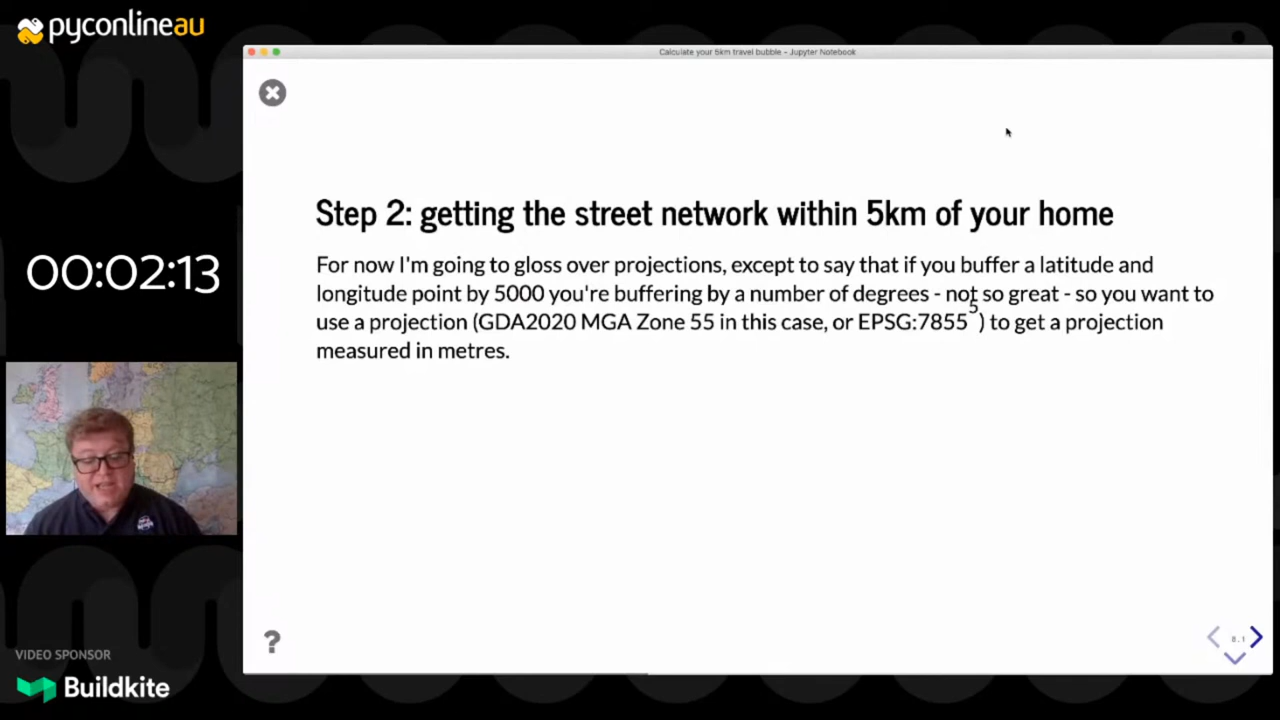 pyconlineau
Calculate your 5km travel bubble - Jupyter Notebook
Step 2: getting the street network within 5km of your home
00:02:13
For now I'm going to gloss over projections, except to say that if you buffer a latitude and
longitude point by 5000 you're buffering by a number of degrees - not so great - so you want to
use a projection (GDA2020 MGA Zone 55 in this case, or EPSG:7855⁵) to get a projection
measured in metres.
?
8.1
VIDEO SPONSOR
Buildkite